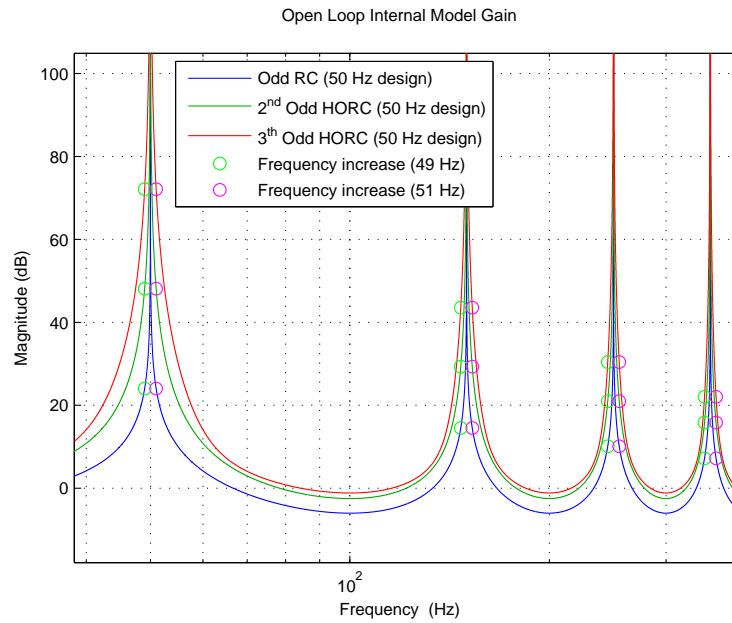 Open Loop Internal Model Gain
Magnitude (dB)
100
80
60
40
20
0
Odd RC (50 Hz design)
2nd Odd HORC (50 Hz design)
3th Odd HORC (50 Hz design)
Frequency increase (49 Hz)
Frequency increase (51 Hz)
10^2
Frequency (Hz)